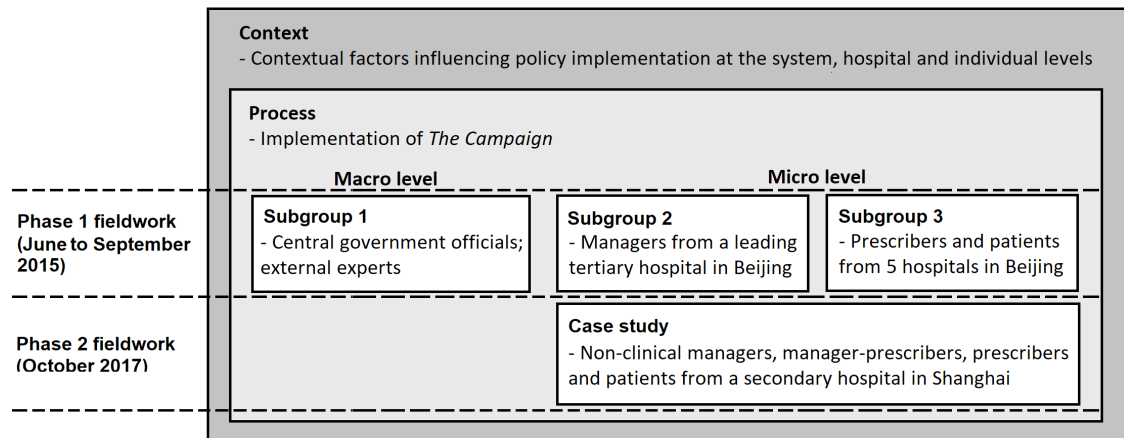 Context
- Contextual factors influencing policy implementation at the system, hospital and individual levels
Process
- Implementation of The Campaign
Macro level
Micro level
Phase 1 fieldwork
(June to September
2015)
Subgroup 1
- Central government officials;
external experts
Subgroup 2
- Managers from a leading
tertiary hospital in Beijing
Subgroup 3
- Prescribers and patients
from 5 hospitals in Beijing
Phase 2 fieldwork
(October 2017)
Case study
- Non-clinical managers, manager-prescribers, prescribers
and patients from a secondary hospital in Shanghai